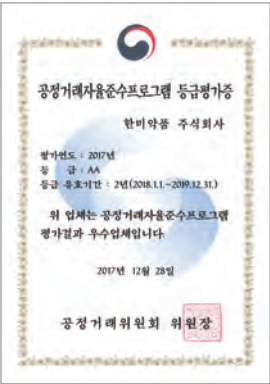 공정거래자율준수프로그램 등급평가증
한미약품 주식회사
평가연도 : 2017년
등 급 : AA
등급 유효기간 : 2년(2018.1.1.~2019.12.31.)
위 업체는 공정거래자율준수프로그램
평가결과 우수업체입니다.
2017년 12월 28일
공정거래위원회 위원장